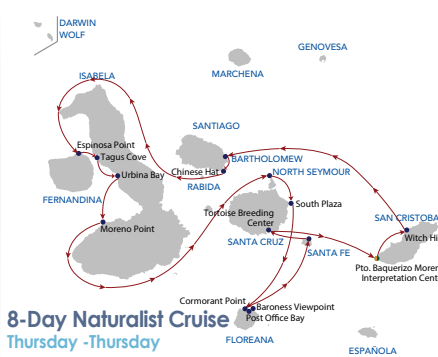 DARWIN
WOLF
GENOVESA
MARCHENA
ISABELA
SANTIAGO
Espinosa Point
Tagus Cove
Urbina Bay
BARTHOLOMEW
Chinese Hat
RABIDA
NORTH SEYMOUR
FERNANDINA
Moreno Point
Tortoise Breeding
Center
South Plaza
SAN CRISTOBA
Witch Hi
SANTA CRUZ
SANTA FE
Pto. Baquerizo Moren
Interpretation Cent
Cormorant Point
Baroness Viewpoint
Post Office Bay
FLOREANA
ESPAÑOLA
8-Day Naturalist Cruise
Thursday -Thursday